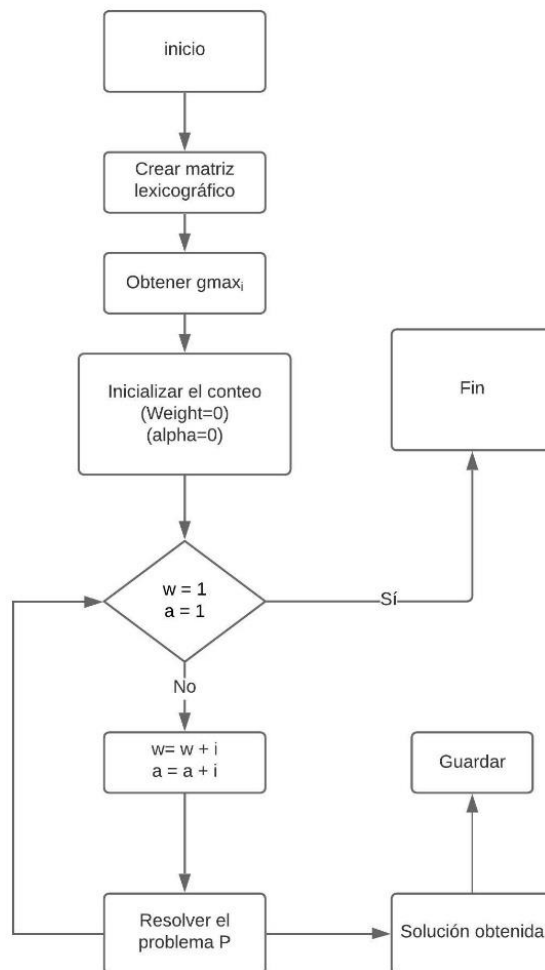 inicio
Crear matriz
lexicográfico
Obtener gmaxᵢ
Inicializar el conteo
(Weight=0)
(alpha=0)
Fin
w = 1
a = 1
Sí
No
w= w + i
a = a + i
Guardar
Resolver el
problema P
Solución obtenida